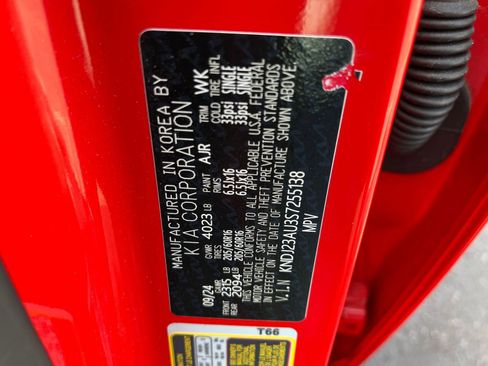 MANUFACTURED IN KOREA BY
KIA CORPORATION
09/24 GVWR 4023 LB PAINT AJR TRIM WK
GAWR TIRES COLD TIRE INFL
FRONT 2315 LB 205/60R16 6.5Jx16 33psi SINGLE
REAR 2094 LB 205/60R16 6.5Jx16 33psi SINGLE
THIS VEHICLE CONFORMS TO ALL APPLICABLE U.S.A. FEDERAL
MOTOR VEHICLE SAFETY AND THEFT PREVENTION STANDARDS
IN EFFECT ON THE DATE OF MANUFACTURE SHOWN ABOVE.
V.I.N KNDJ23AU3S7255138
MPV
T66